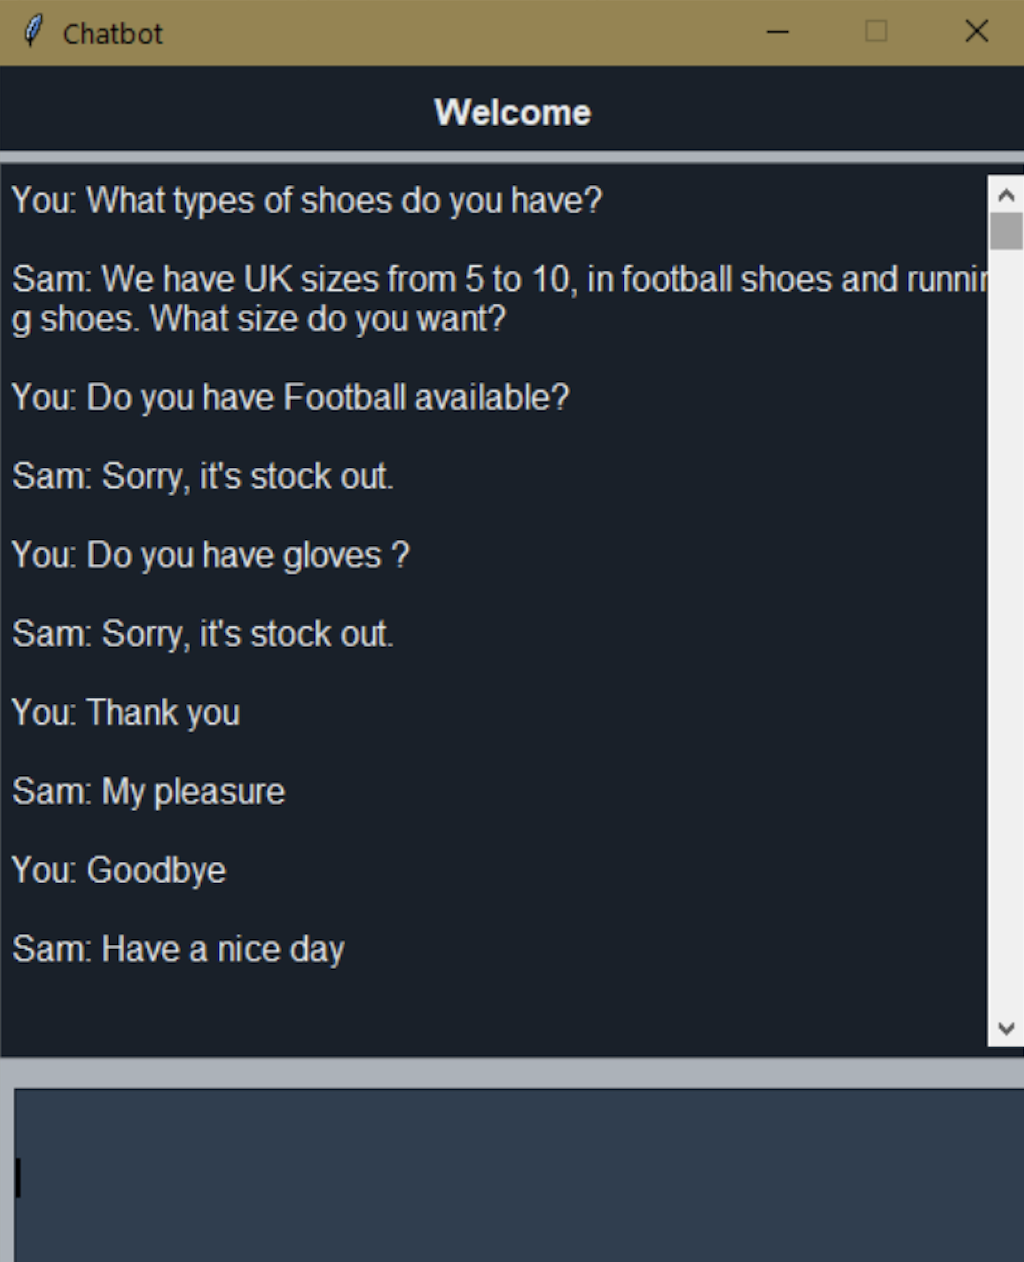 Chatbot
Welcome
You: What types of shoes do you have?
Sam: We have UK sizes from 5 to 10, in football shoes and runnin
g shoes. What size do you want?
You: Do you have Football available?
Sam: Sorry, it's stock out.
You: Do you have gloves ?
Sam: Sorry, it's stock out.
You: Thank you
Sam: My pleasure
You: Goodbye
Sam: Have a nice day